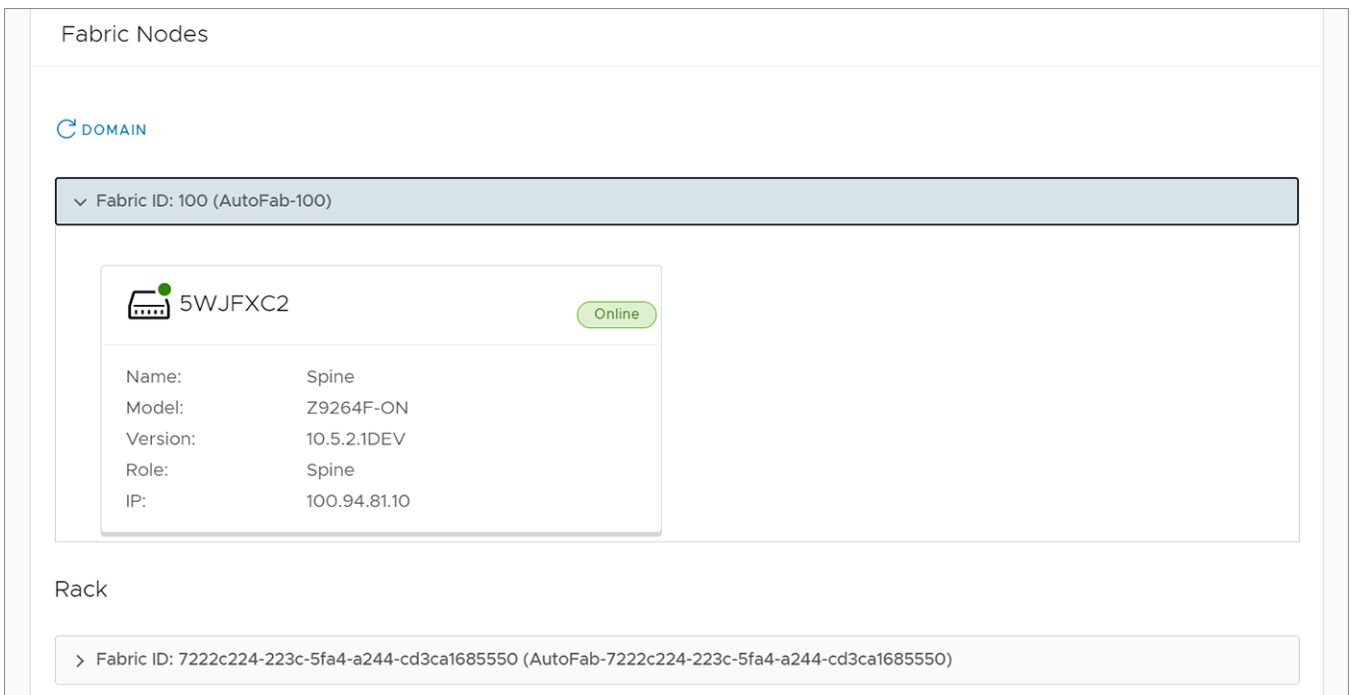 Fabric Nodes
DOMAIN
Fabric ID: 100 (AutoFab-100)
5WJFXC2
Online
Name: Spine
Model: Z9264F-ON
Version: 10.5.2.1DEV
Role: Spine
IP: 100.94.81.10
Rack
Fabric ID: 7222c224-223c-5fa4-a244-cd3ca1685550 (AutoFab-7222c224-223c-5fa4-a244-cd3ca1685550)